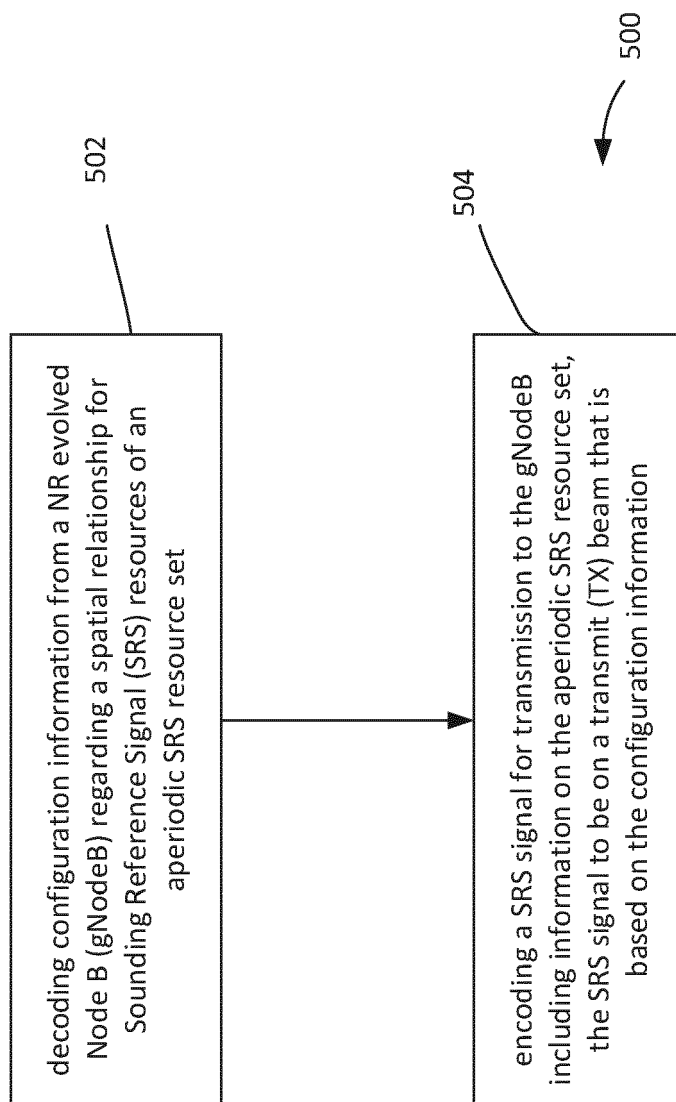 decoding configuration information from a NR evolved
Node B (gNodeB) regarding a spatial relationship for
Sounding Reference Signal (SRS) resources of an
aperiodic SRS resource set
502
encoding a SRS signal for transmission to the gNodeB
including information on the aperiodic SRS resource set,
the SRS signal to be on a transmit (TX) beam that is
based on the configuration information
504
500